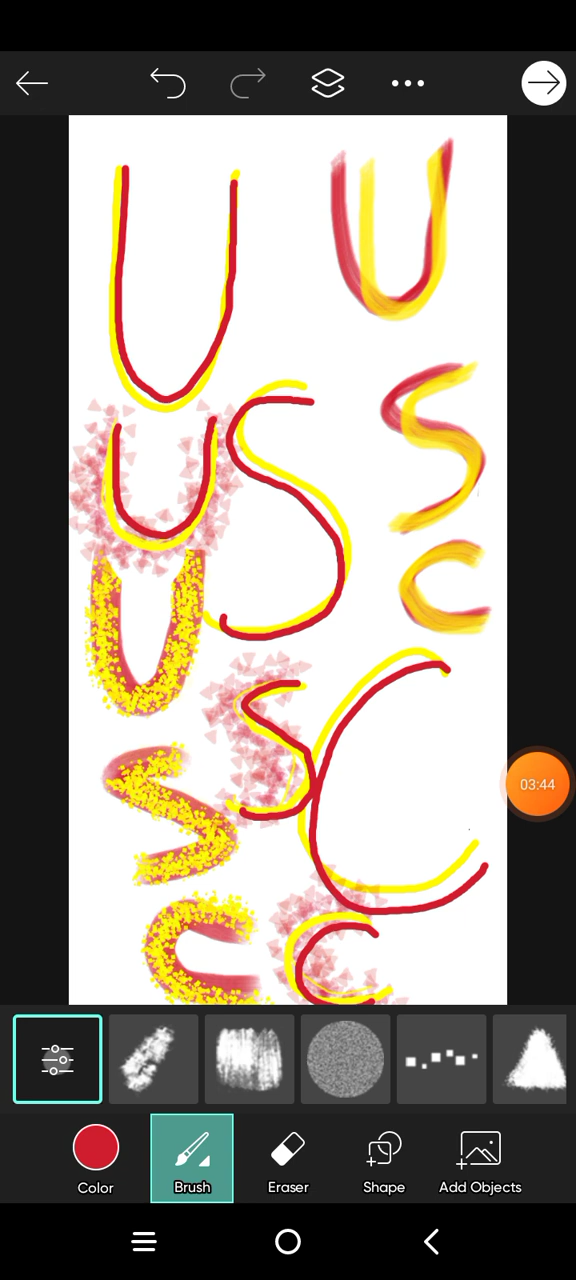 U U
S S
U
U C
S C
S
C C
03:44
Color Brush Eraser Shape Add Objects